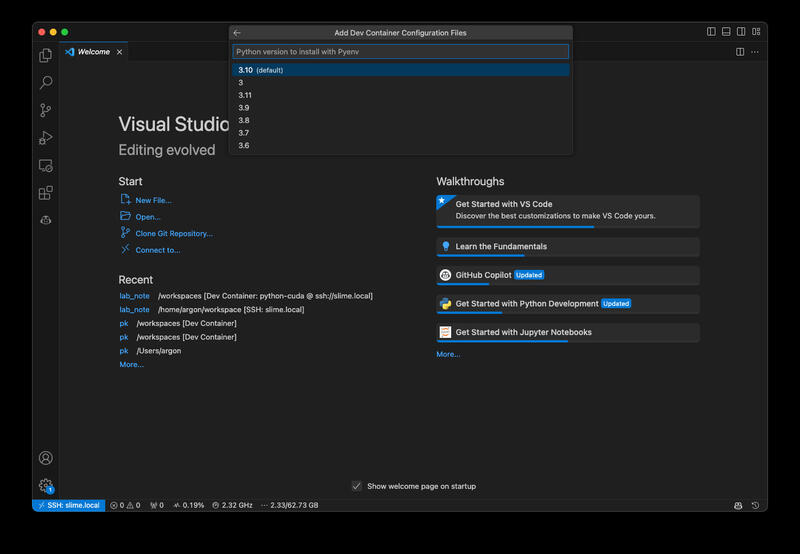 Add Dev Container Configuration Files
Welcome
Python version to install with Pyenv
3.10 (default)
3
3.11
3.9
3.8
3.7
3.6
Visual Studio
Editing evolved
Start
New File...
Open...
Clone Git Repository...
Connect to...
Recent
lab_note /workspaces [Dev Container: python-cuda @ ssh://slime.local]
lab_note /home/argon/workspace [SSH: slime.local]
pk /workspaces [Dev Container]
pk /workspaces [Dev Container]
pk /Users/argon
More...
Walkthroughs
Get Started with VS Code
Discover the best customizations to make VS Code yours.
Learn the Fundamentals
GitHub Copilot Updated
Get Started with Python Development Updated
Get Started with Jupyter Notebooks
More...
Show welcome page on startup
1
SSH: slime.local 0 0 0 0.19% 2.32 GHz 2.33/62.73 GB